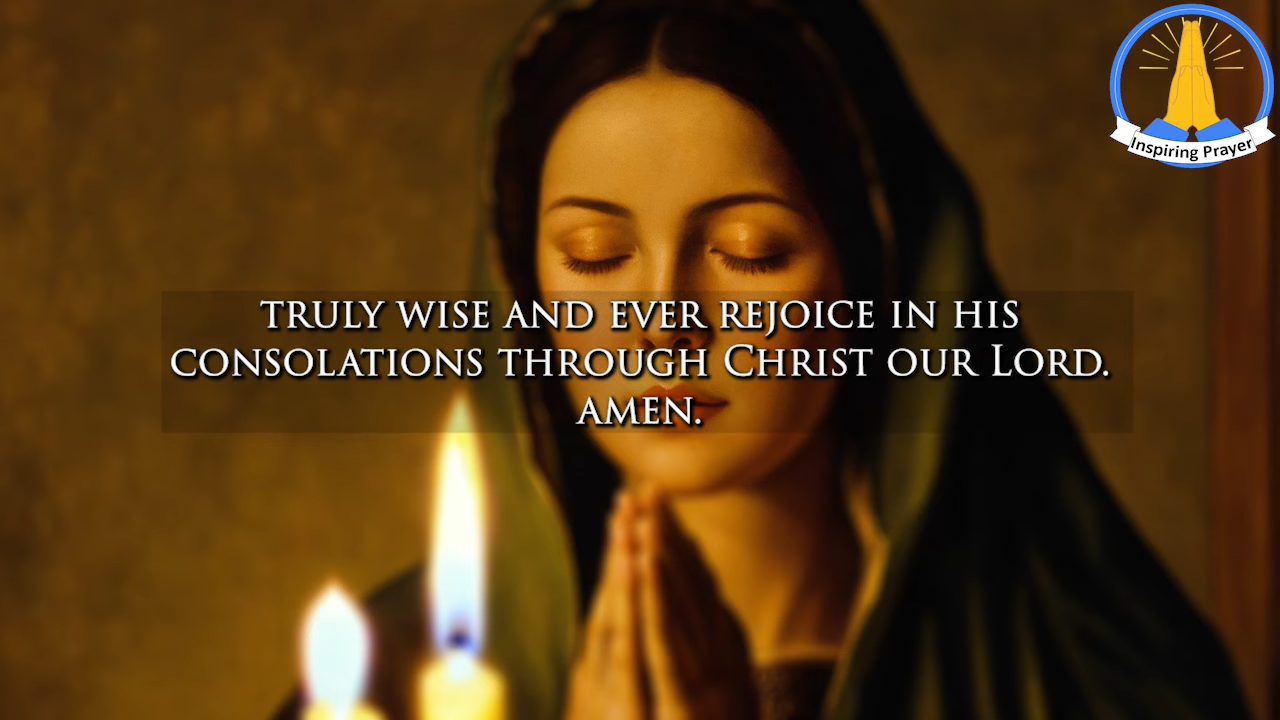 Inspiring Prayer
truly wise and ever rejoice in his
consolations through Christ our Lord.
amen.